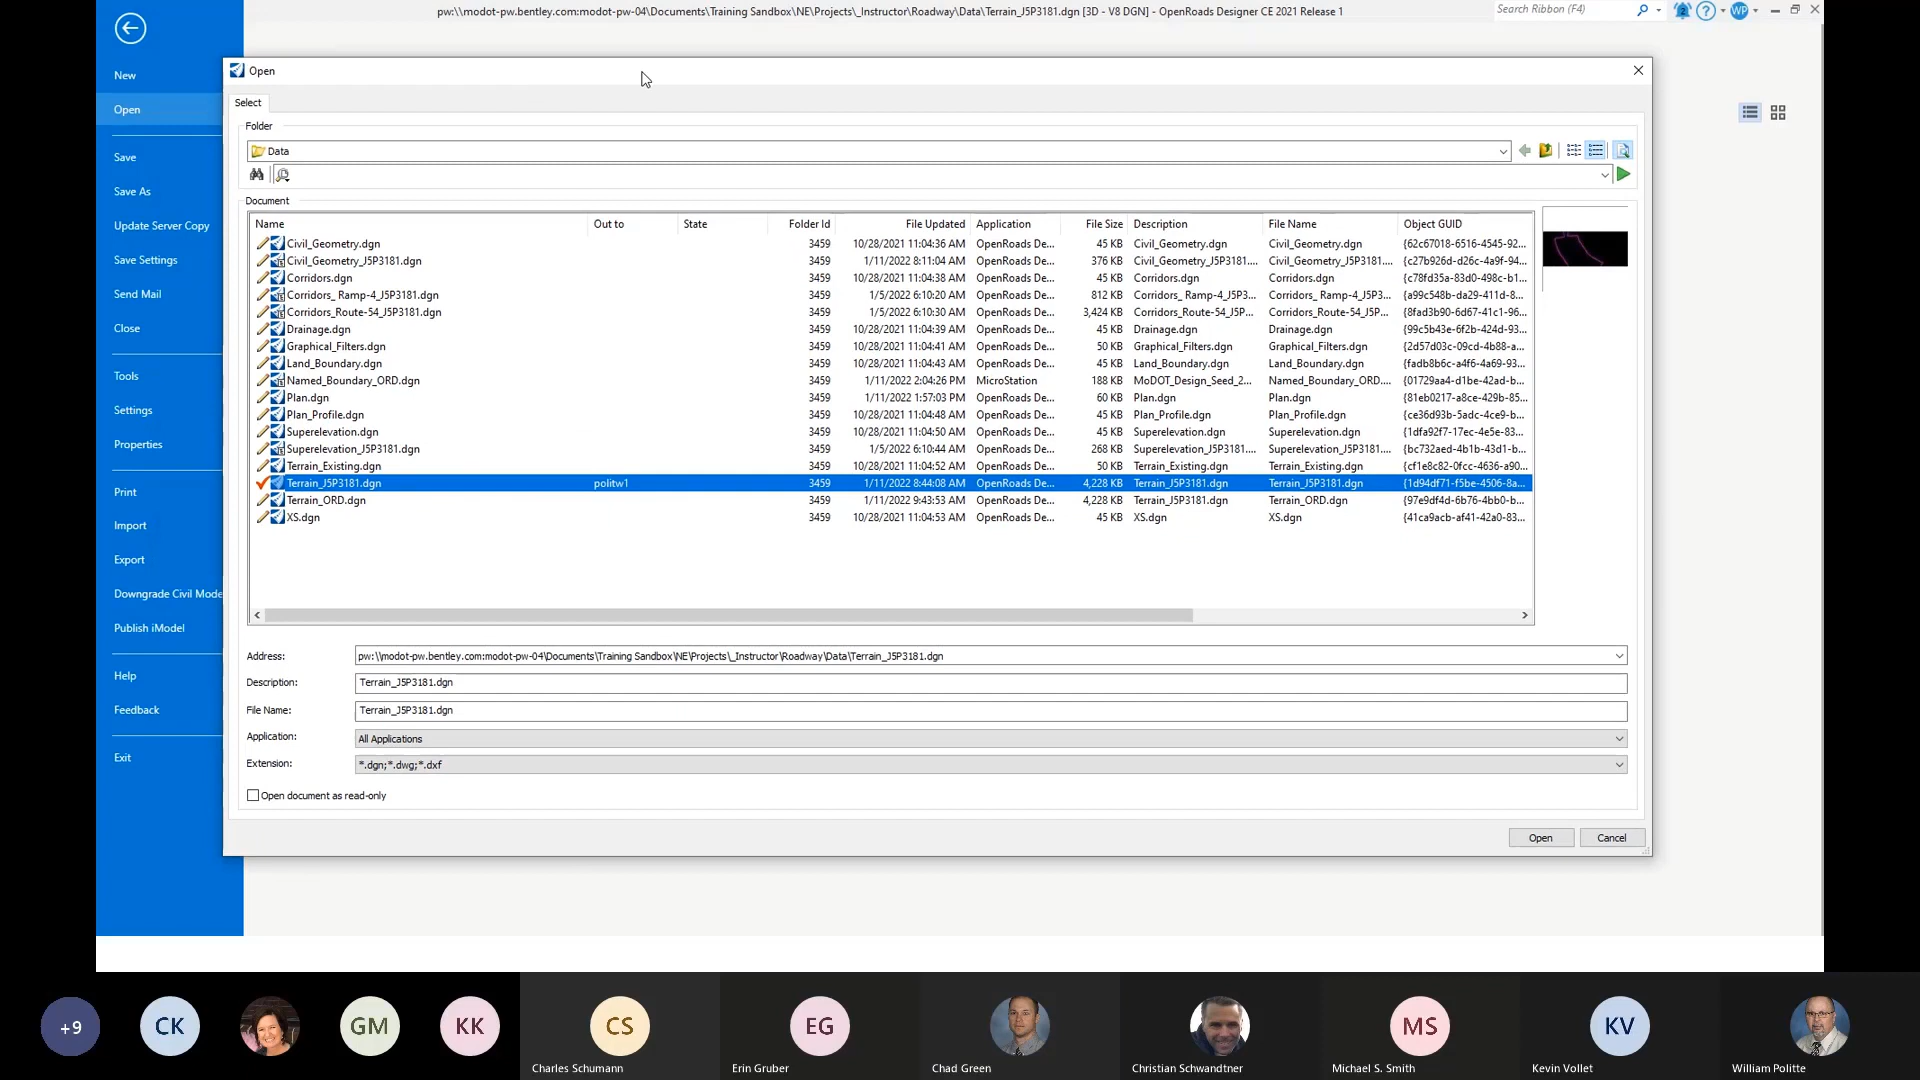 pw:\\modot-pw.bentley.com:modot-pw-04\Documents\Training Sandbox\NE\Projects\_Instructor\Roadway\Data\Terrain_J5P3181.dgn [3D - V8 DGN] - OpenRoads Designer CE 2021 Release 1
Search Ribbon (F4)
WP
New
Open
Save
Save As
Update Server Copy
Save Settings
Send Mail
Close
Tools
Settings
Properties
Print
Import
Export
Downgrade Civil Mode
Publish iModel
Help
Feedback
Exit
Open
Select
Folder
Data
Document
Name Out to State Folder Id File Updated Application File Size Description File Name Object GUID
Civil_Geometry.dgn 3459 10/28/2021 11:04:36 AM OpenRoads De... 45 KB Civil_Geometry.dgn Civil_Geometry.dgn {62c67018-6516-4545-92...
Civil_Geometry_J5P3181.dgn 3459 1/11/2022 8:11:04 AM OpenRoads De... 376 KB Civil_Geometry_J5P3181.... Civil_Geometry_J5P3181.... {c27b926d-d26c-4a9f-94...
Corridors.dgn 3459 10/28/2021 11:04:38 AM OpenRoads De... 45 KB Corridors.dgn Corridors.dgn {c78fd35a-83d0-498c-b1...
Corridors_ Ramp-4_J5P3181.dgn 3459 1/5/2022 6:10:20 AM OpenRoads De... 812 KB Corridors_ Ramp-4_J5P3... Corridors_ Ramp-4_J5P3... {a99c548b-da29-411d-8...
Corridors_Route-54_J5P3181.dgn 3459 1/5/2022 6:10:30 AM OpenRoads De... 3,424 KB Corridors_Route-54_J5P... Corridors_Route-54_J5P... {8fad3b90-6d67-41c1-96...
Drainage.dgn 3459 10/28/2021 11:04:39 AM OpenRoads De... 45 KB Drainage.dgn Drainage.dgn {99c5b43e-6f2b-424d-93...
Graphical_Filters.dgn 3459 10/28/2021 11:04:41 AM OpenRoads De... 50 KB Graphical_Filters.dgn Graphical_Filters.dgn {2d57d03c-09cd-4b88-a...
Land_Boundary.dgn 3459 10/28/2021 11:04:43 AM OpenRoads De... 45 KB Land_Boundary.dgn Land_Boundary.dgn {fadb8b6c-a4f6-4a69-93...
Named_Boundary_ORD.dgn 3459 1/11/2022 2:04:26 PM MicroStation 188 KB MoDOT_Design_Seed_2... Named_Boundary_ORD.... {01729aa4-d1be-42ad-b...
Plan.dgn 3459 1/11/2022 1:57:03 PM OpenRoads De... 60 KB Plan.dgn Plan.dgn {81eb0217-a8ce-429b-85...
Plan_Profile.dgn 3459 10/28/2021 11:04:48 AM OpenRoads De... 45 KB Plan_Profile.dgn Plan_Profile.dgn {ce36d93b-5adc-4ce9-b...
Superelevation.dgn 3459 10/28/2021 11:04:50 AM OpenRoads De... 45 KB Superelevation.dgn Superelevation.dgn {1dfa92f7-17ec-4e5e-83...
Superelevation_J5P3181.dgn 3459 1/5/2022 6:10:44 AM OpenRoads De... 268 KB Superelevation_J5P3181.... Superelevation_J5P3181.... {bc732aed-4b1b-43d1-b...
Terrain_Existing.dgn 3459 10/28/2021 11:04:52 AM OpenRoads De... 50 KB Terrain_Existing.dgn Terrain_Existing.dgn {cf1e8c82-0fcc-4636-a90...
Terrain_J5P3181.dgn politw1 3459 1/11/2022 8:44:08 AM OpenRoads De... 4,228 KB Terrain_J5P3181.dgn Terrain_J5P3181.dgn {1d94df71-f5be-4506-8a...
Terrain_ORD.dgn 3459 1/11/2022 9:43:53 AM OpenRoads De... 4,228 KB Terrain_J5P3181.dgn Terrain_ORD.dgn {97e9df4d-6b76-4bb0-b...
XS.dgn 3459 10/28/2021 11:04:53 AM OpenRoads De... 45 KB XS.dgn XS.dgn {41ca9acb-af41-42a0-83...
Address: pw:\\modot-pw.bentley.com:modot-pw-04\Documents\Training Sandbox\NE\Projects\_Instructor\Roadway\Data\Terrain_J5P3181.dgn
Description: Terrain_J5P3181.dgn
File Name: Terrain_J5P3181.dgn
Application: All Applications
Extension: *.dgn;*.dwg;*.dxf
Open document as read-only
Open Cancel
+9 CK GM KK CS EG MS KV
Charles Schumann Erin Gruber Chad Green Christian Schwandtner Michael S. Smith Kevin Vollet William Politte